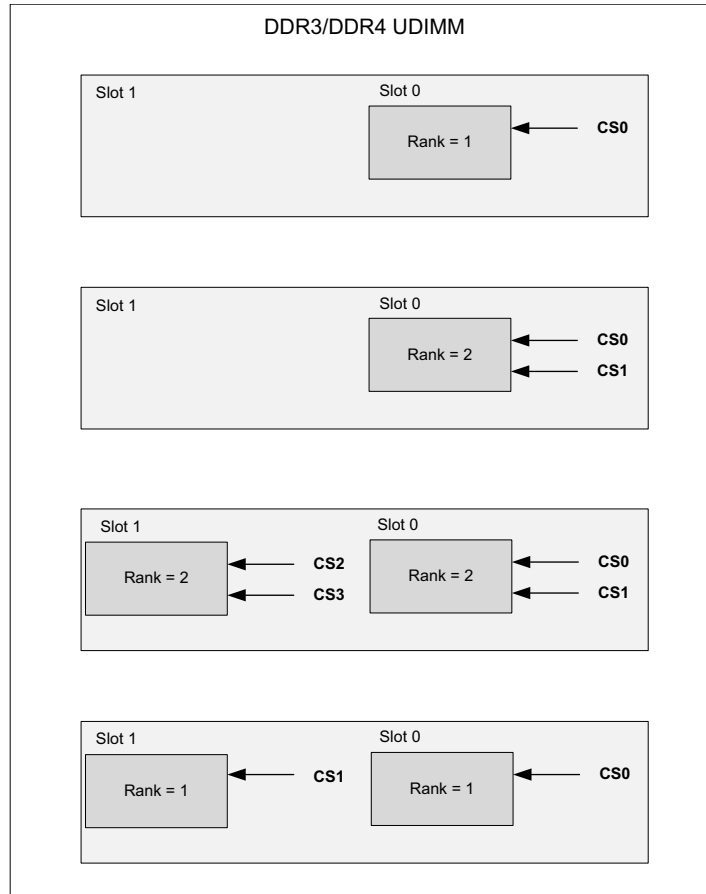 DDR3/DDR4 UDIMM
Slot 1
Slot 0
Rank = 1
CS0
Slot 1
Slot 0
Rank = 2
CS0
CS1
Slot 1
Slot 0
Rank = 2
CS2
CS3
Rank = 2
CS0
CS1
Slot 1
Slot 0
Rank = 1
CS1
Rank = 1
CS0